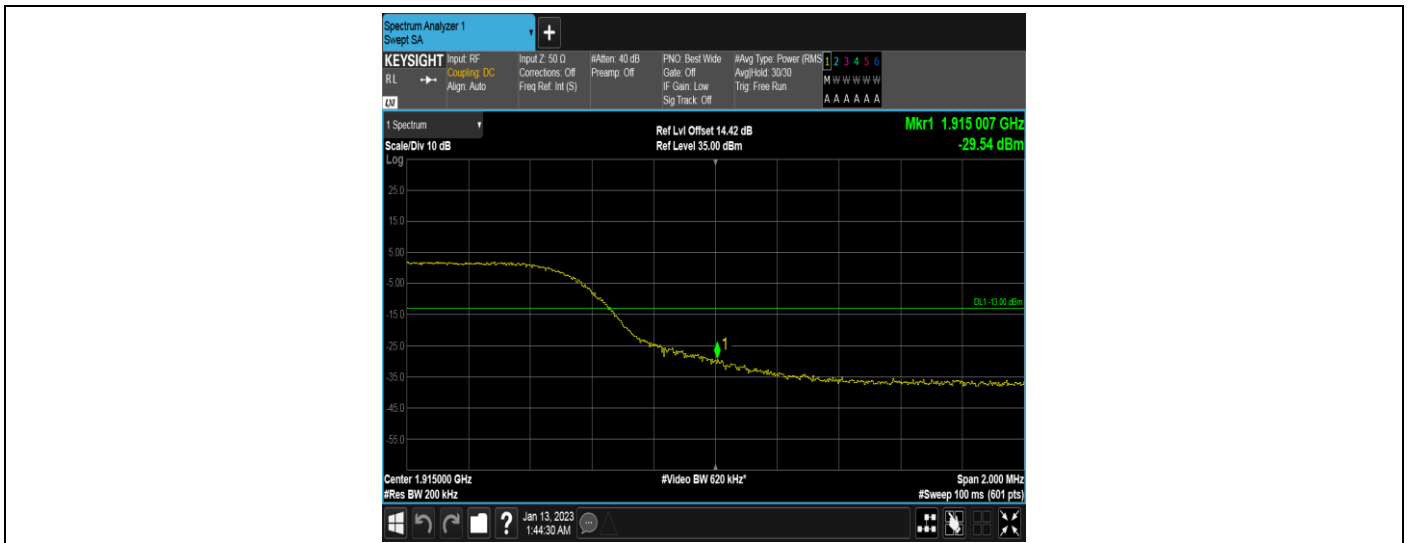 Spectrum Analyzer 1
Swept SA
+
KEYSIGHT
RL
LXI
Input: RF
Coupling: DC
Align: Auto
Input Z: 50 Ω
Corrections: Off
Freq Ref: Int (S)
#Atten: 40 dB
Preamp: Off
PNO: Best Wide
Gate: Off
IF Gain: Low
Sig Track: Off
#Avg Type: Power (RMS
Avg|Hold: 30/30
Trig: Free Run
1 2 3 4 5 6
M W W W W W
A A A A A A
1 Spectrum
Scale/Div 10 dB
Ref Lvl Offset 14.42 dB
Ref Level 35.00 dBm
Mkr1 1.915 007 GHz
-29.54 dBm
Log
25.0
15.0
5.00
-5.00
DL1 -13.00 dBm
-15.0
1
-25.0
-35.0
-45.0
-55.0
Center 1.915000 GHz
#Video BW 620 kHz*
Span 2.000 MHz
#Res BW 200 kHz
#Sweep 100 ms (601 pts)
?
Jan 13, 2023
1:44:30 AM